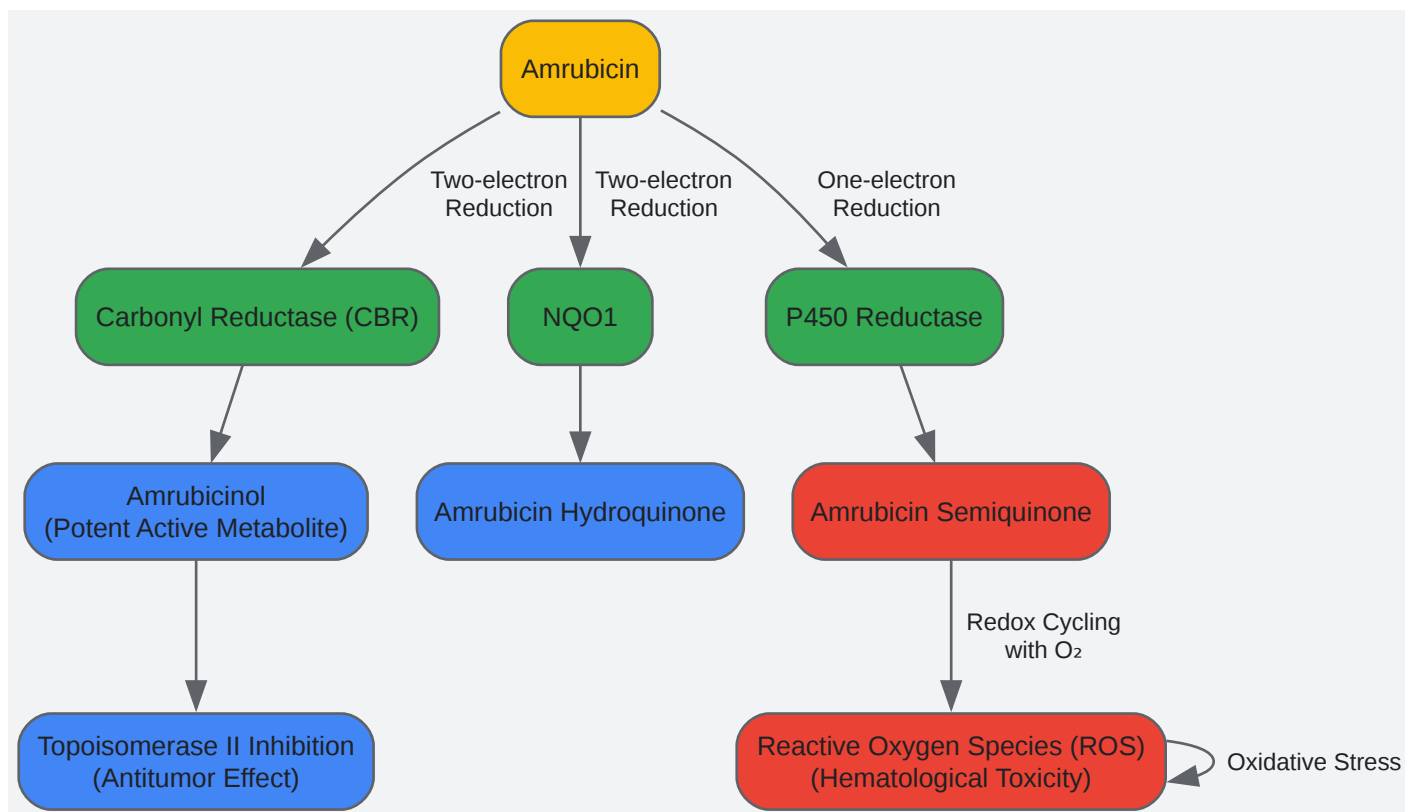 Amrubicin
Two-electron
Reduction
Two-electron
Reduction
One-electron
Reduction
Carbonyl Reductase (CBR)
NQO1
P450 Reductase
Amrubicinol
(Potent Active Metabolite)
Amrubicin Hydroquinone
Amrubicin Semiquinone
Redox Cycling
with O₂
Topoisomerase II Inhibition
(Antitumor Effect)
Reactive Oxygen Species (ROS)
(Hematological Toxicity)
Oxidative Stress